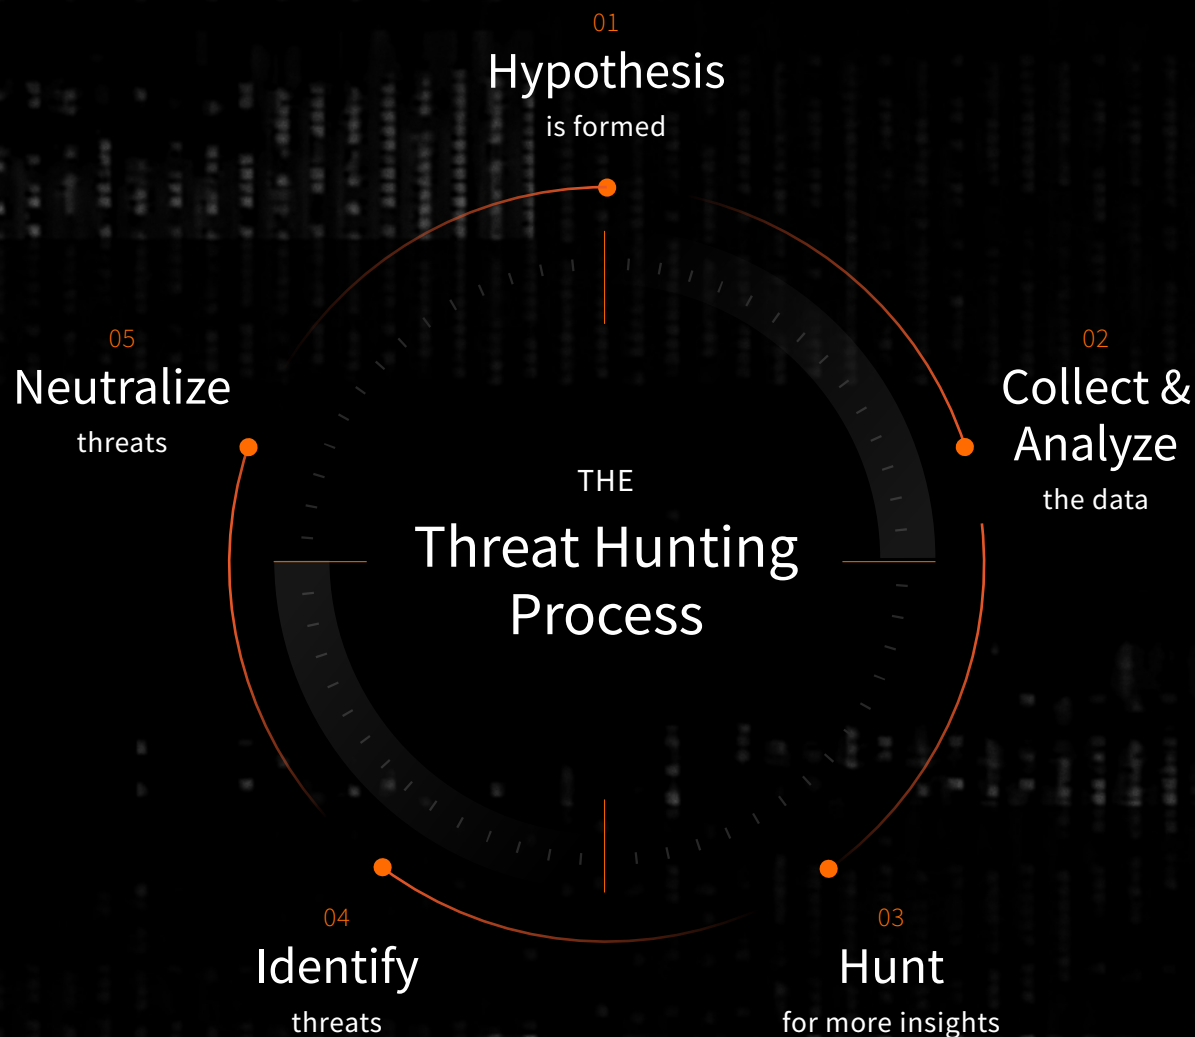 01
Hypothesis
is formed
02
Collect &
Analyze
the data
03
Hunt
for more insights
04
Identify
threats
05
Neutralize
threats
THE
Threat Hunting
Process